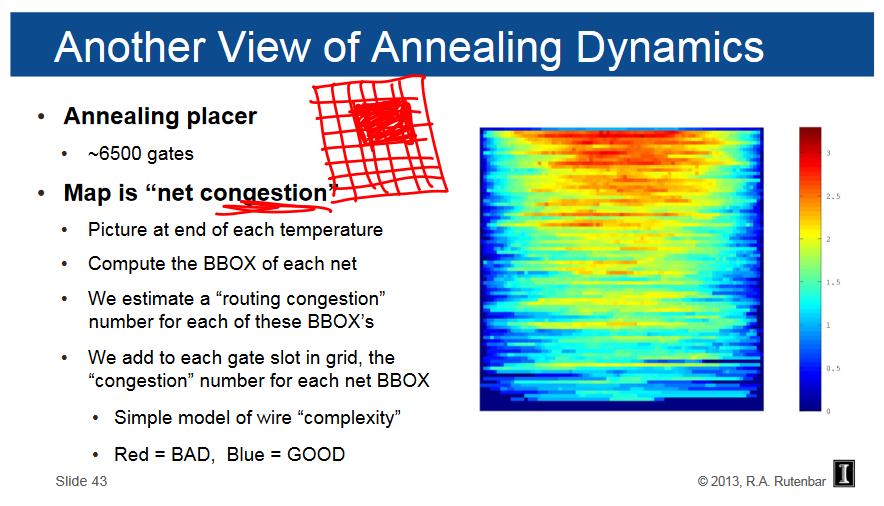 Another View of Annealing Dynamics
• Annealing placer
• ~6500 gates
• Map is “net congestion”
• Picture at end of each temperature
• Compute the BBOX of each net
• We estimate a “routing congestion”
number for each of these BBOX’s
• We add to each gate slot in grid, the
“congestion” number for each net BBOX
• Simple model of wire “complexity”
• Red = BAD, Blue = GOOD
3
2.5
2
1.5
1
0.5
0
Slide 43
© 2013, R.A. Rutenbar
I